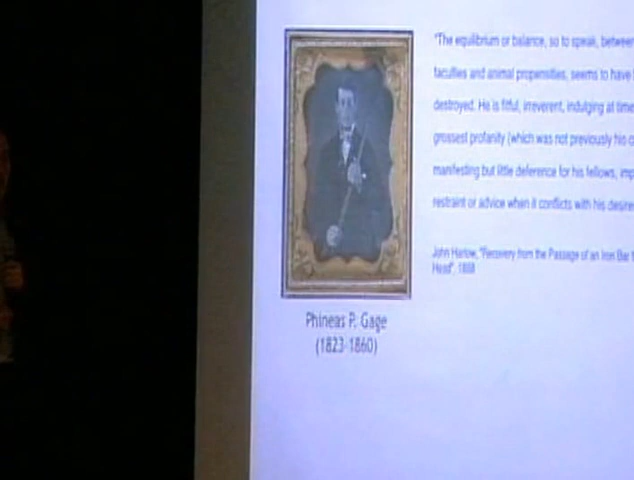 "The equilibrium or balance, so to speak, between
faculties and animal propensities, seems to have
destroyed. He is fitful, irreverent, indulging at
grossest profanity (which was not previously his
manifesting but little deference for his fellows,
restraint or advice when it conflicts with his
John Harlow, "Recovery from the Passage of an Iron Bar
Head", 1868
Phineas P. Gage
(1823-1860)